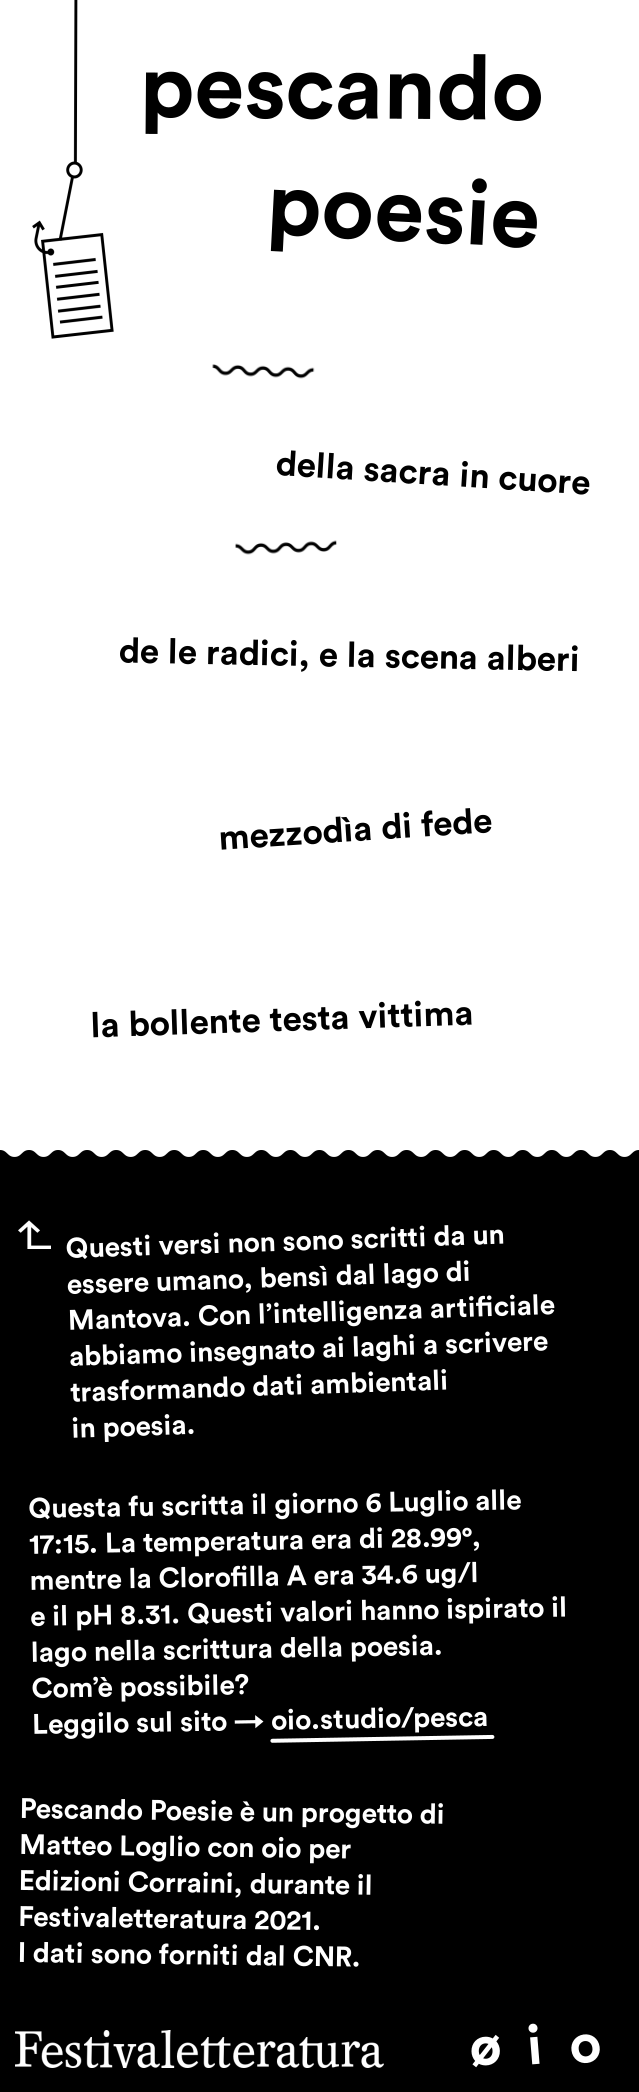 pescando
poesie
della sacra in cuore
de le radici, e la scena alberi
mezzodìa di fede
la bollente testa vittima
Questi versi non sono scritti da un
essere umano, bensì dal lago di
Mantova. Con l’intelligenza artificiale
abbiamo insegnato ai laghi a scrivere
trasformando dati ambientali
in poesia.
Questa fu scritta il giorno 6 Luglio alle
17:15. La temperatura era di 28.99°,
mentre la Clorofilla A era 34.6 ug/l
e il pH 8.31. Questi valori hanno ispirato il
lago nella scrittura della poesia.
Com’è possibile?
Leggilo sul sito → oio.studio/pesca
Pescando Poesie è un progetto di
Matteo Loglio con oio per
Edizioni Corraini, durante il
Festivaletteratura 2021.
I dati sono forniti dal CNR.
Festivaletteratura ø i o